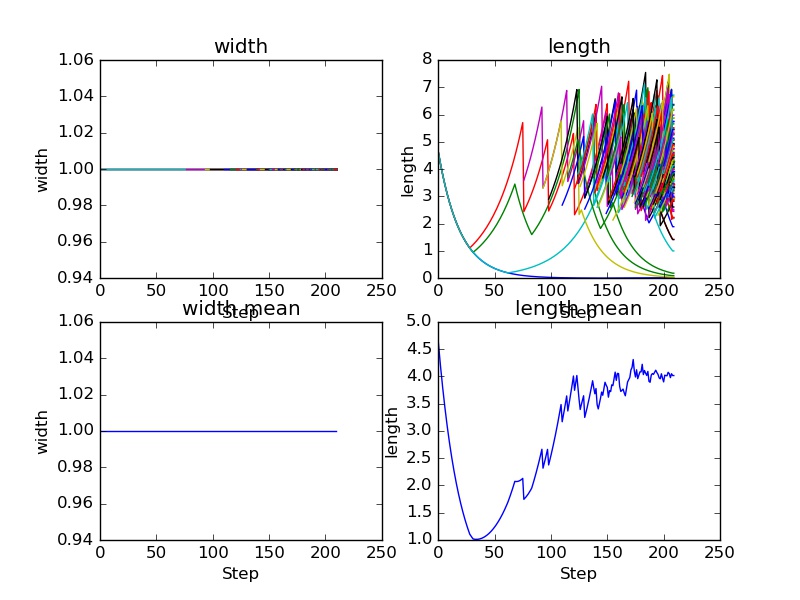 width
1.06
1.04
1.02
1.00
0.98
0.96
0.94
width
0 50 100 150 200 250
Step
length
8
7
6
5
4
3
2
1
0
length
0 50 100 150 200 250
Step
width mean
1.06
1.04
1.02
1.00
0.98
0.96
0.94
width
0 50 100 150 200 250
Step
length mean
5.0
4.5
4.0
3.5
3.0
2.5
2.0
1.5
1.0
length
0 50 100 150 200 250
Step